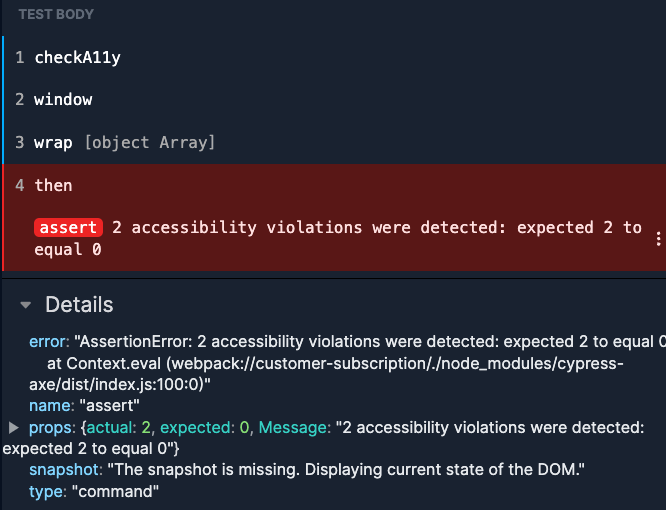 TEST BODY
1 checkA11y
2 window
3 wrap [object Array]
4 then
assert 2 accessibility violations were detected: expected 2 to
equal 0
Details
error: "AssertionError: 2 accessibility violations were detected: expected 2 to equal 0
at Context.eval (webpack://customer-subscription/./node_modules/cypress-
axe/dist/index.js:100:0)"
name: "assert"
props: {actual: 2, expected: 0, Message: "2 accessibility violations were detected:
expected 2 to equal 0"}
snapshot: "The snapshot is missing. Displaying current state of the DOM."
type: "command"